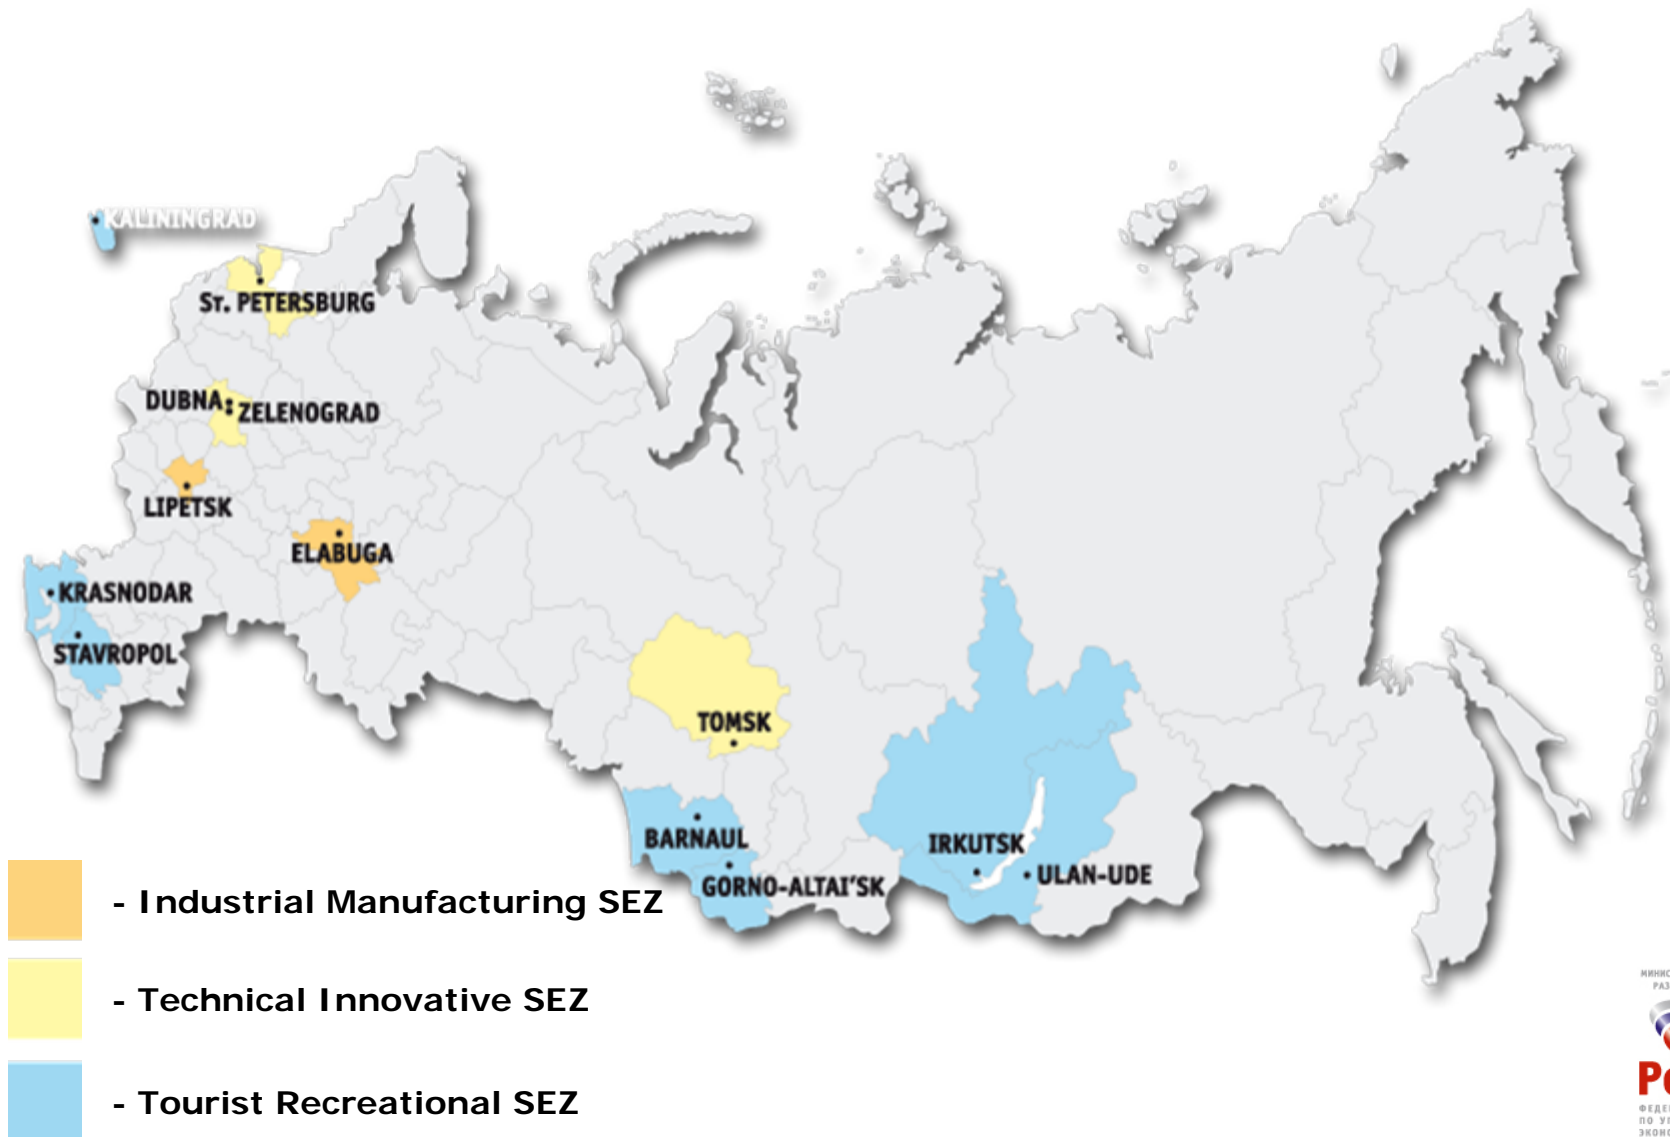 KALININGRAD
ST. PETERSBURG
DUBNA
ZELENOGRAD
LIPETSK
ELABUGA
KRASNODAR
STAVROPOL
TOMSK
BARNAUL
IRKUTSK
ULAN-UDE
GORNO-ALTAI'SK
- Industrial Manufacturing SEZ
- Technical Innovative SEZ
- Tourist Recreational SEZ
ПО